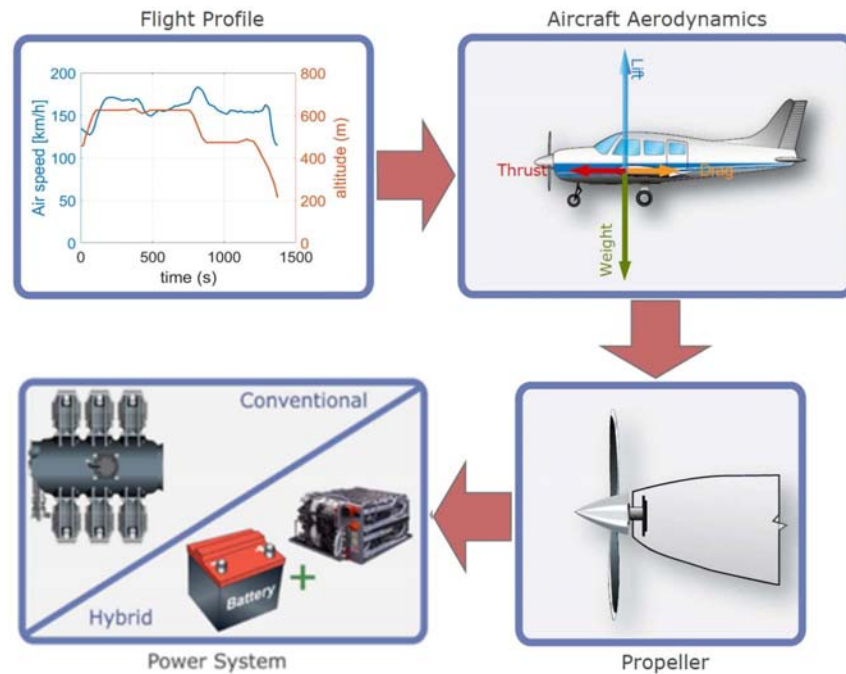 Flight Profile
Aircraft Aerodynamics
200
150
100
50
0
Air speed [km/h]
800
600
400
200
0
altitude (m)
0
500
1000
1500
time (s)
Lift
Thrust
Drag
Weight
Conventional
Battery
+
Hybrid
Power System
Propeller